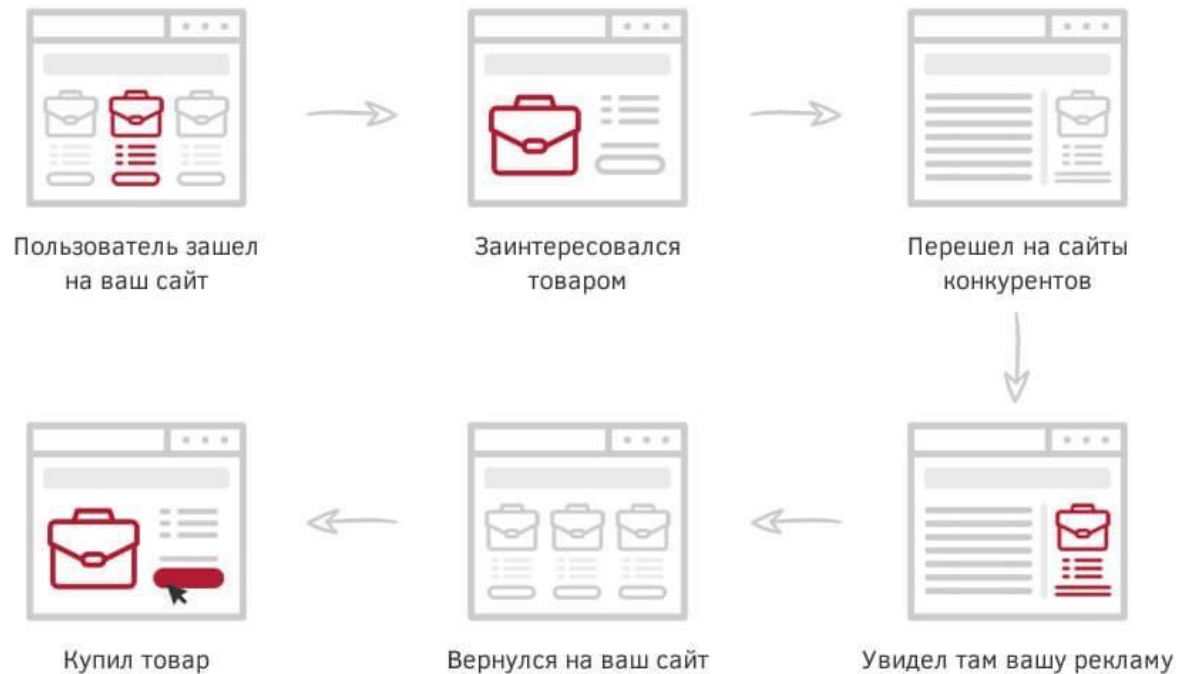 Пользователь зашел
на ваш сайт
Заинтересовался
товаром
Перешел на сайты
конкурентов
Увидел там вашу рекламу
Вернулся на ваш сайт
Купил товар